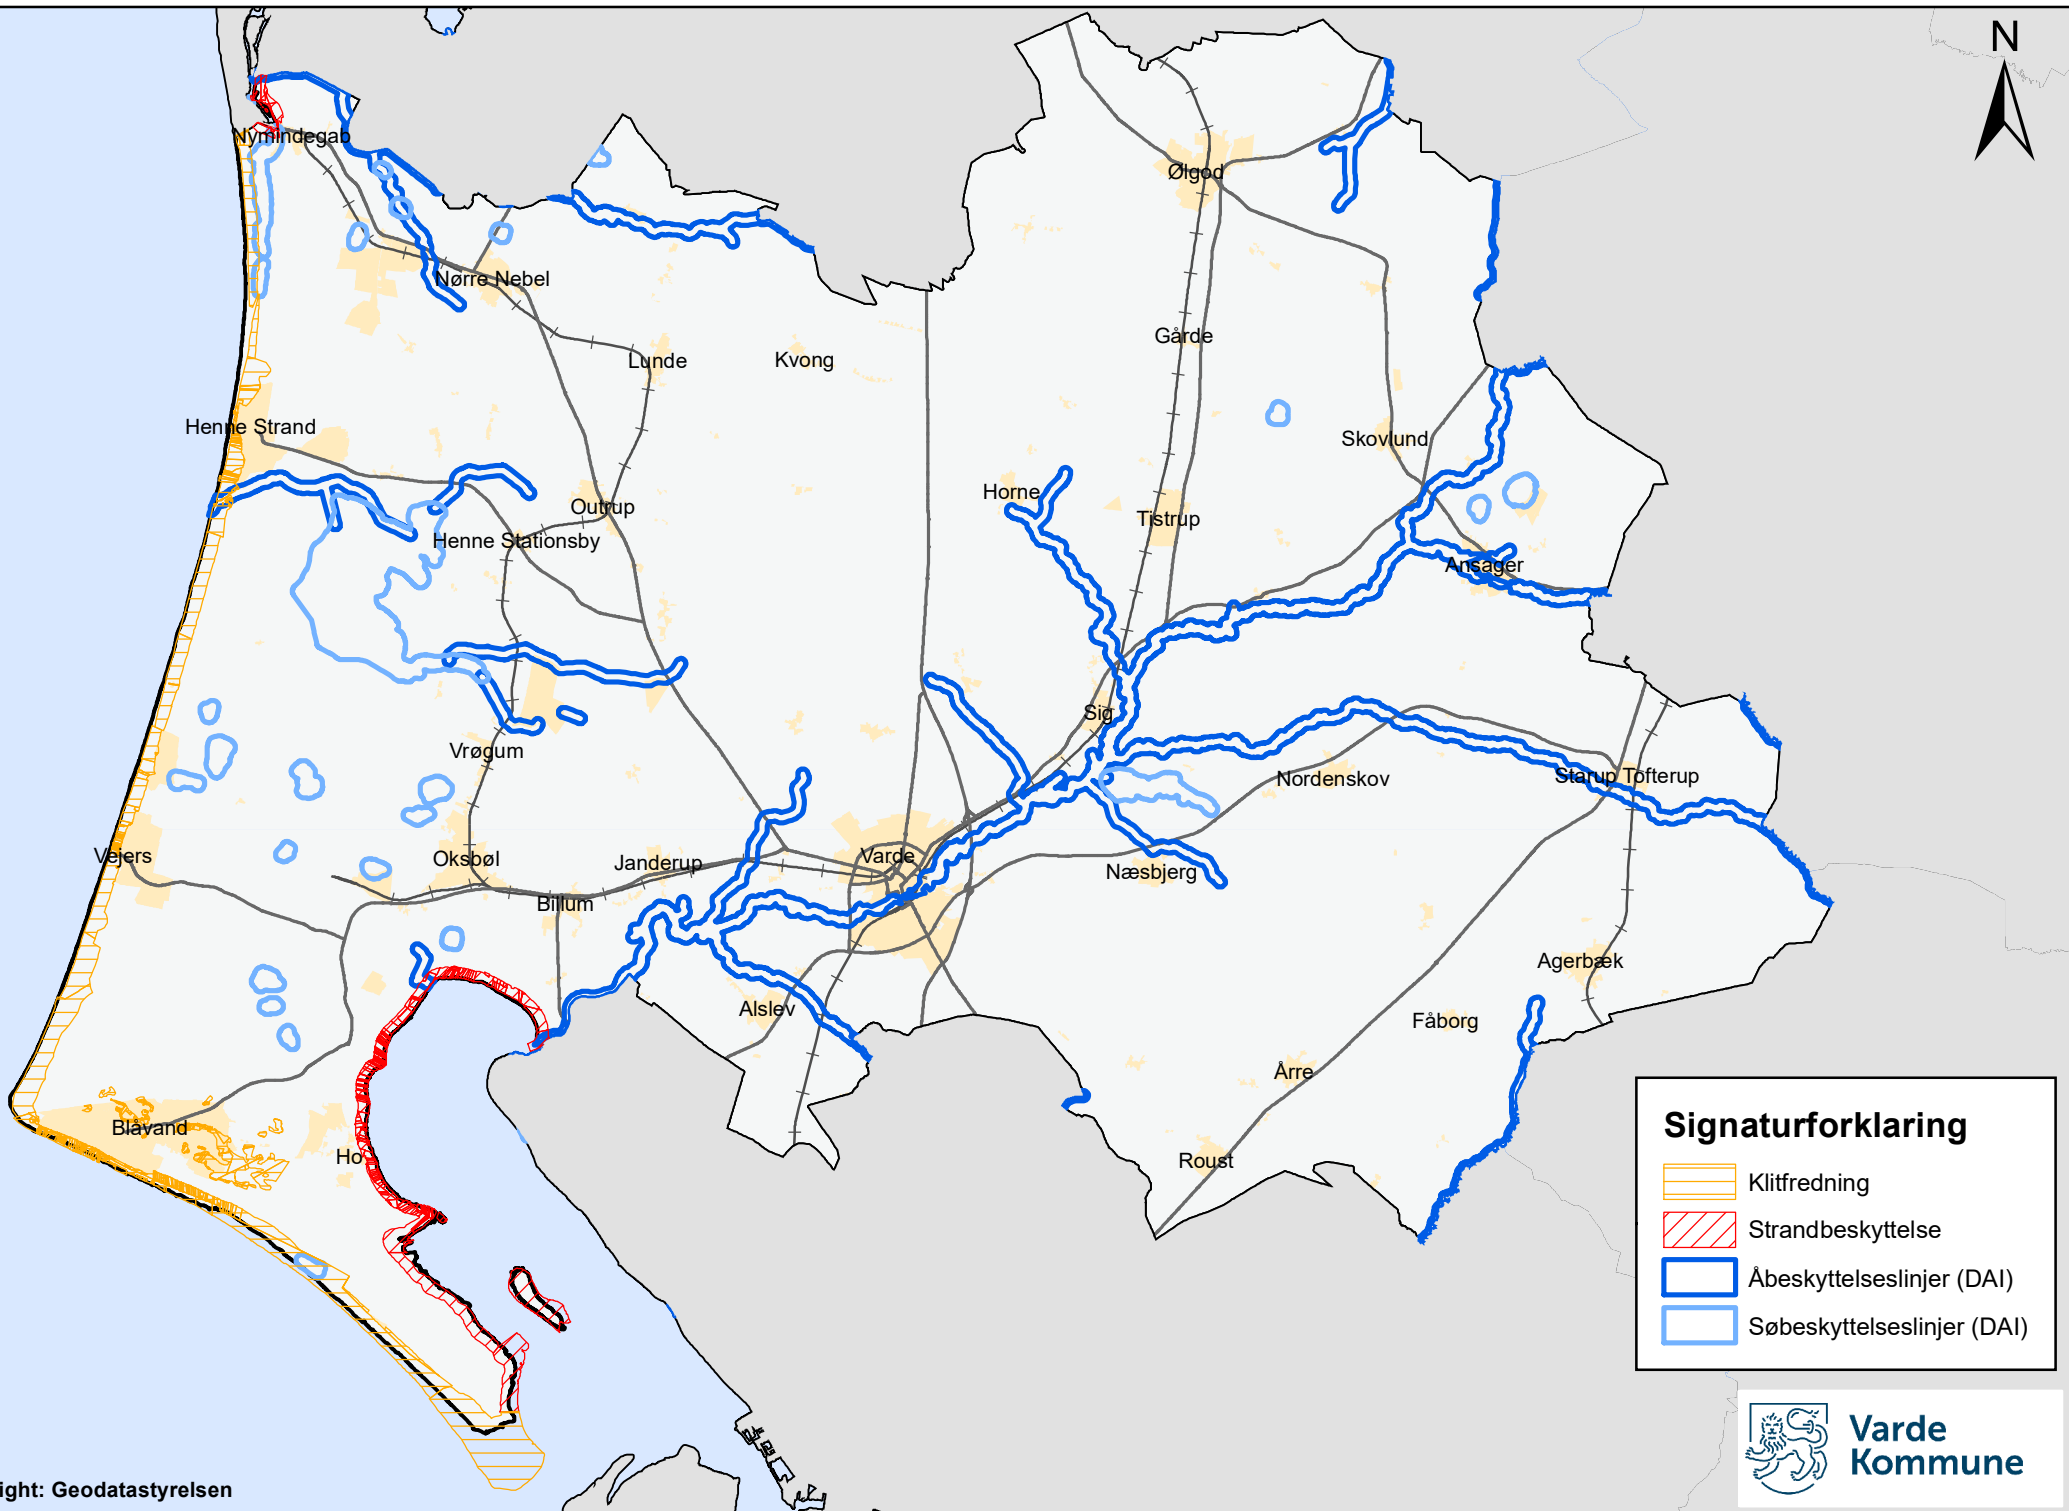 N
Nymindegab
Ølgod
Nørre Nebel
Gårde
Lunde
Kvong
Henne Strand
Skovlund
Horne
Outrup
Tistrup
Henne Stationsby
Ansager
Sig
Vrøgum
Nordenskov
Starup Tofterup
Vejers
Oksbøl
Janderup
Varde
Næsbjerg
Billum
Agerbæk
Alslev
Fåborg
Årre
Blåvand
Ho
Roust
Signaturforklaring
Klitfredning
Strandbeskyttelse
Åbeskyttelseslinjer (DAI)
Søbeskyttelseslinjer (DAI)
Varde
Kommune
ight: Geodatastyrelsen